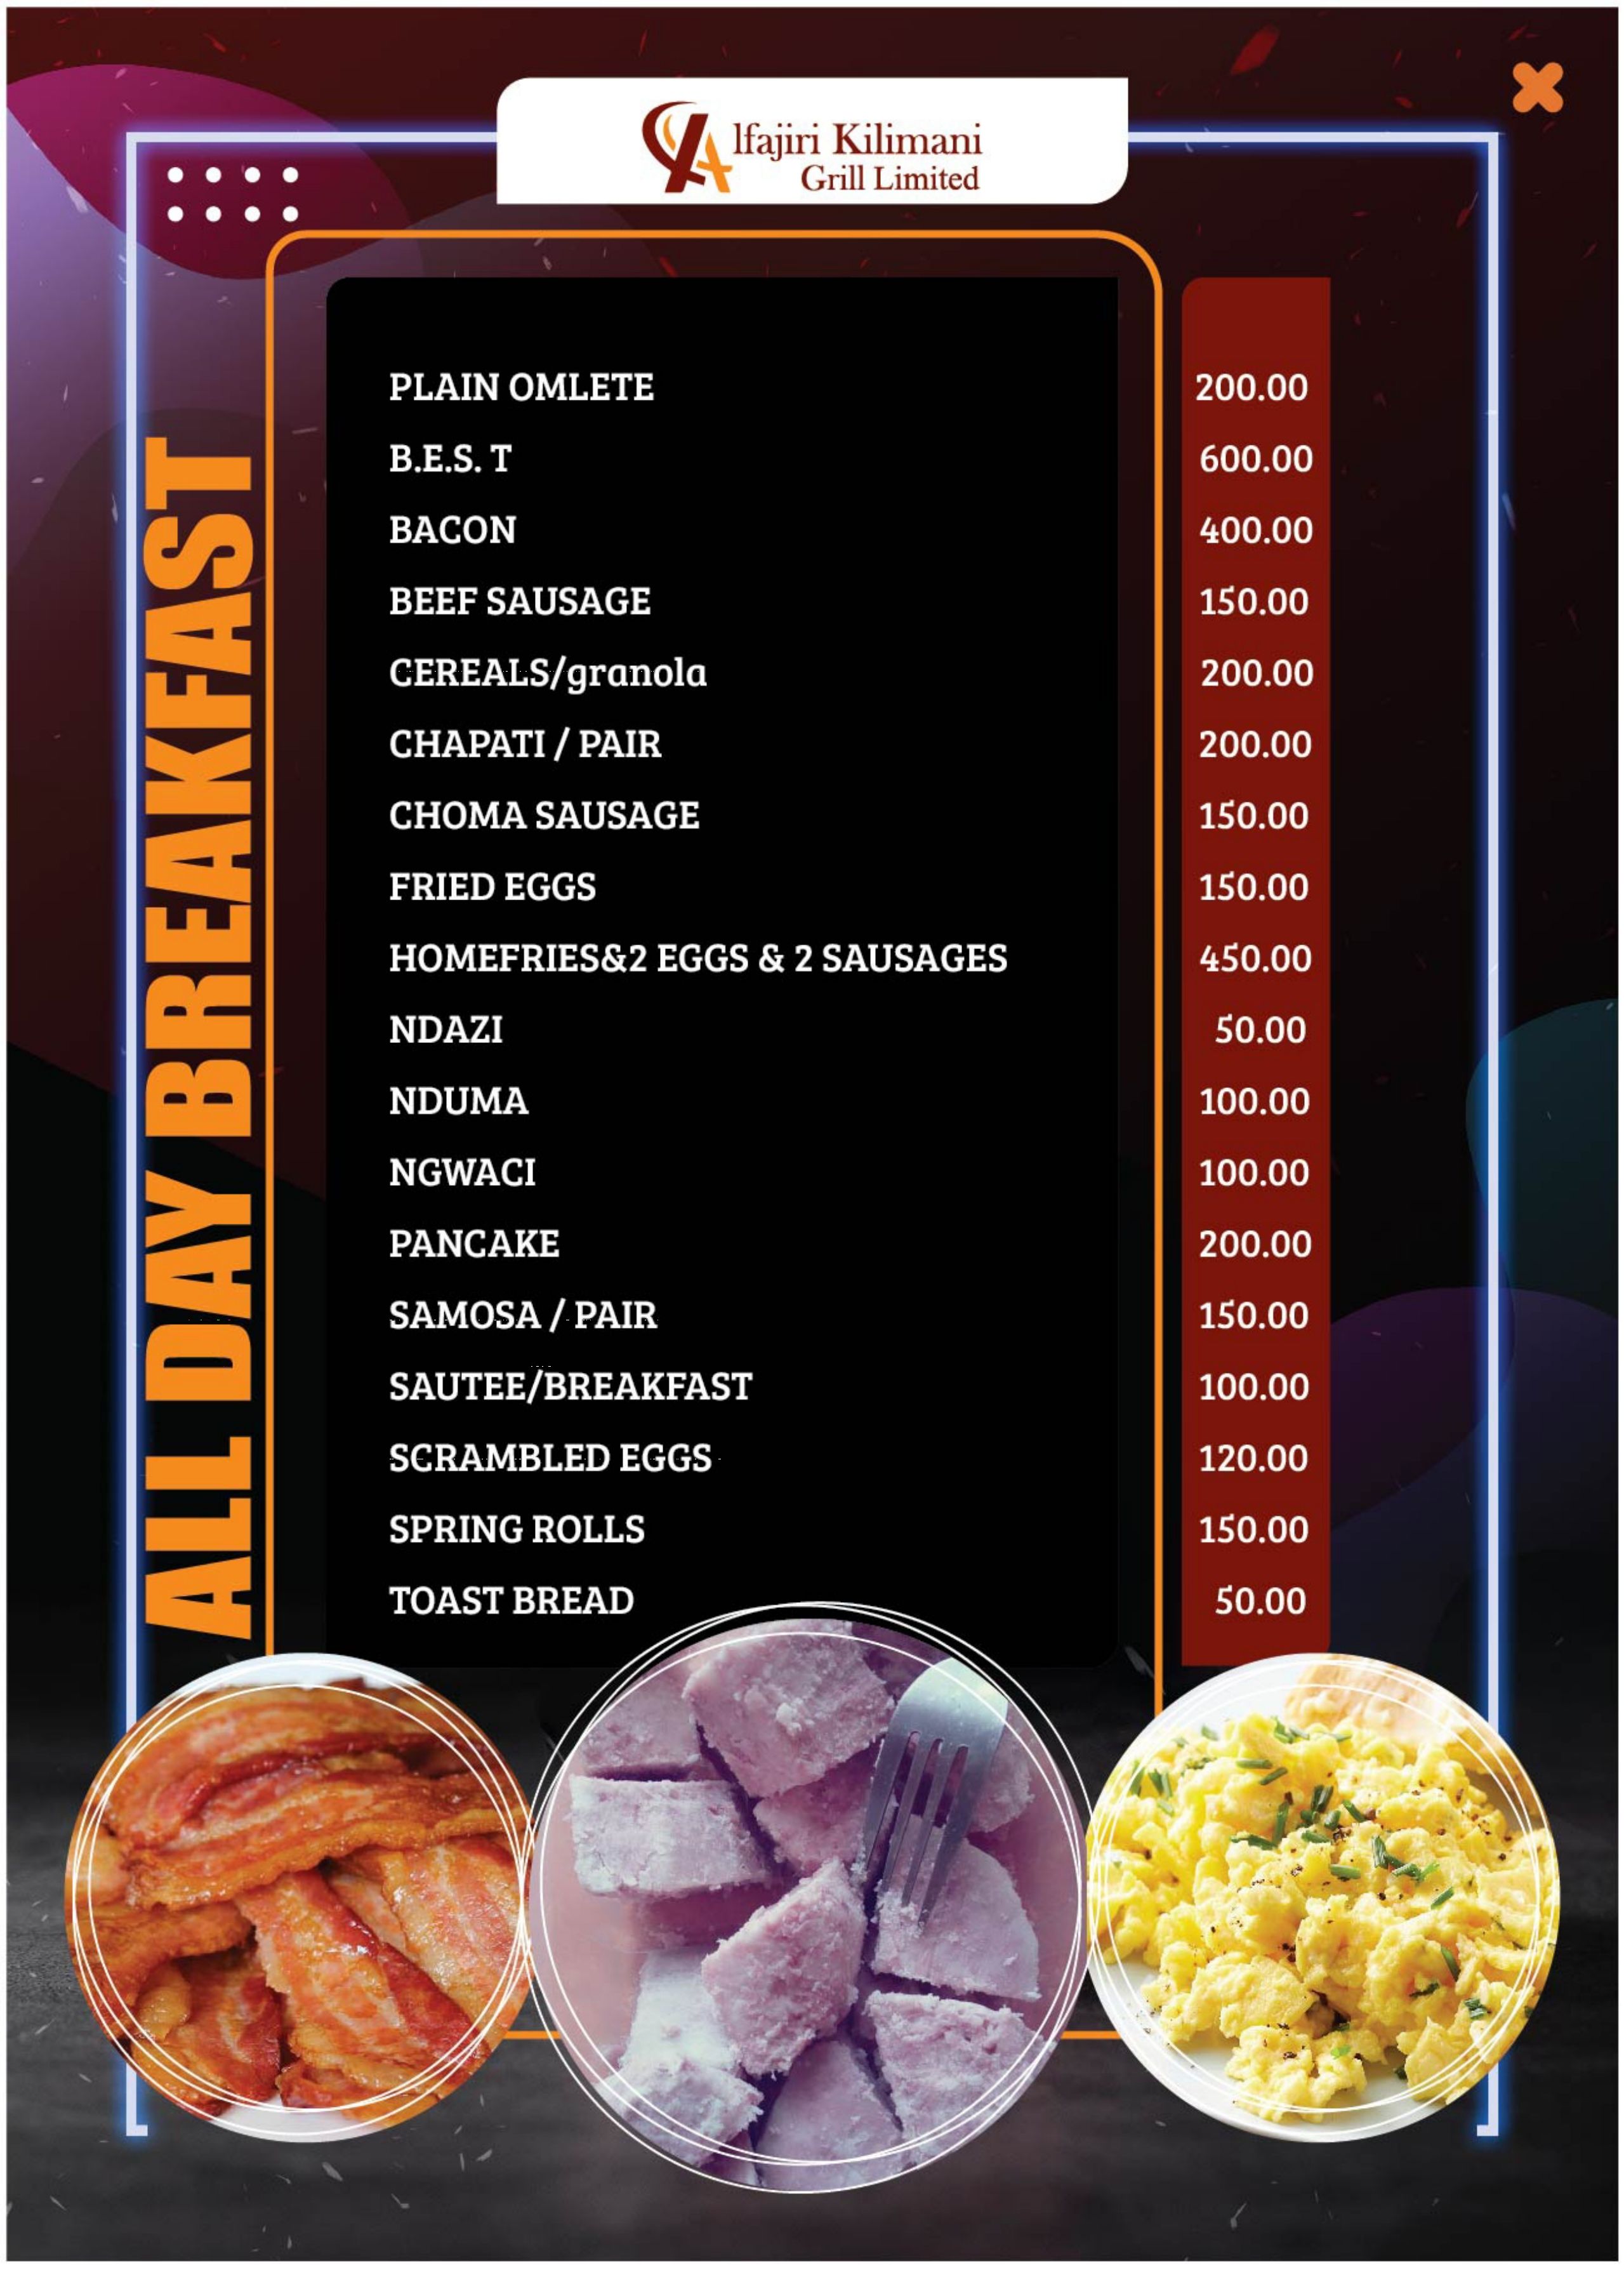 Alfajiri Kilimani
Grill Limited
ALL DAY BREAKFAST
PLAIN OMLETE 200.00
B.E.S. T 600.00
BACON 400.00
BEEF SAUSAGE 150.00
CEREALS/granola 200.00
CHAPATI / PAIR 200.00
CHOMA SAUSAGE 150.00
FRIED EGGS 150.00
HOMEFRIES&2 EGGS & 2 SAUSAGES 450.00
NDAZI 50.00
NDUMA 100.00
NGWACI 100.00
PANCAKE 200.00
SAMOSA / PAIR 150.00
SAUTEE/BREAKFAST 100.00
SCRAMBLED EGGS 120.00
SPRING ROLLS 150.00
TOAST BREAD 50.00